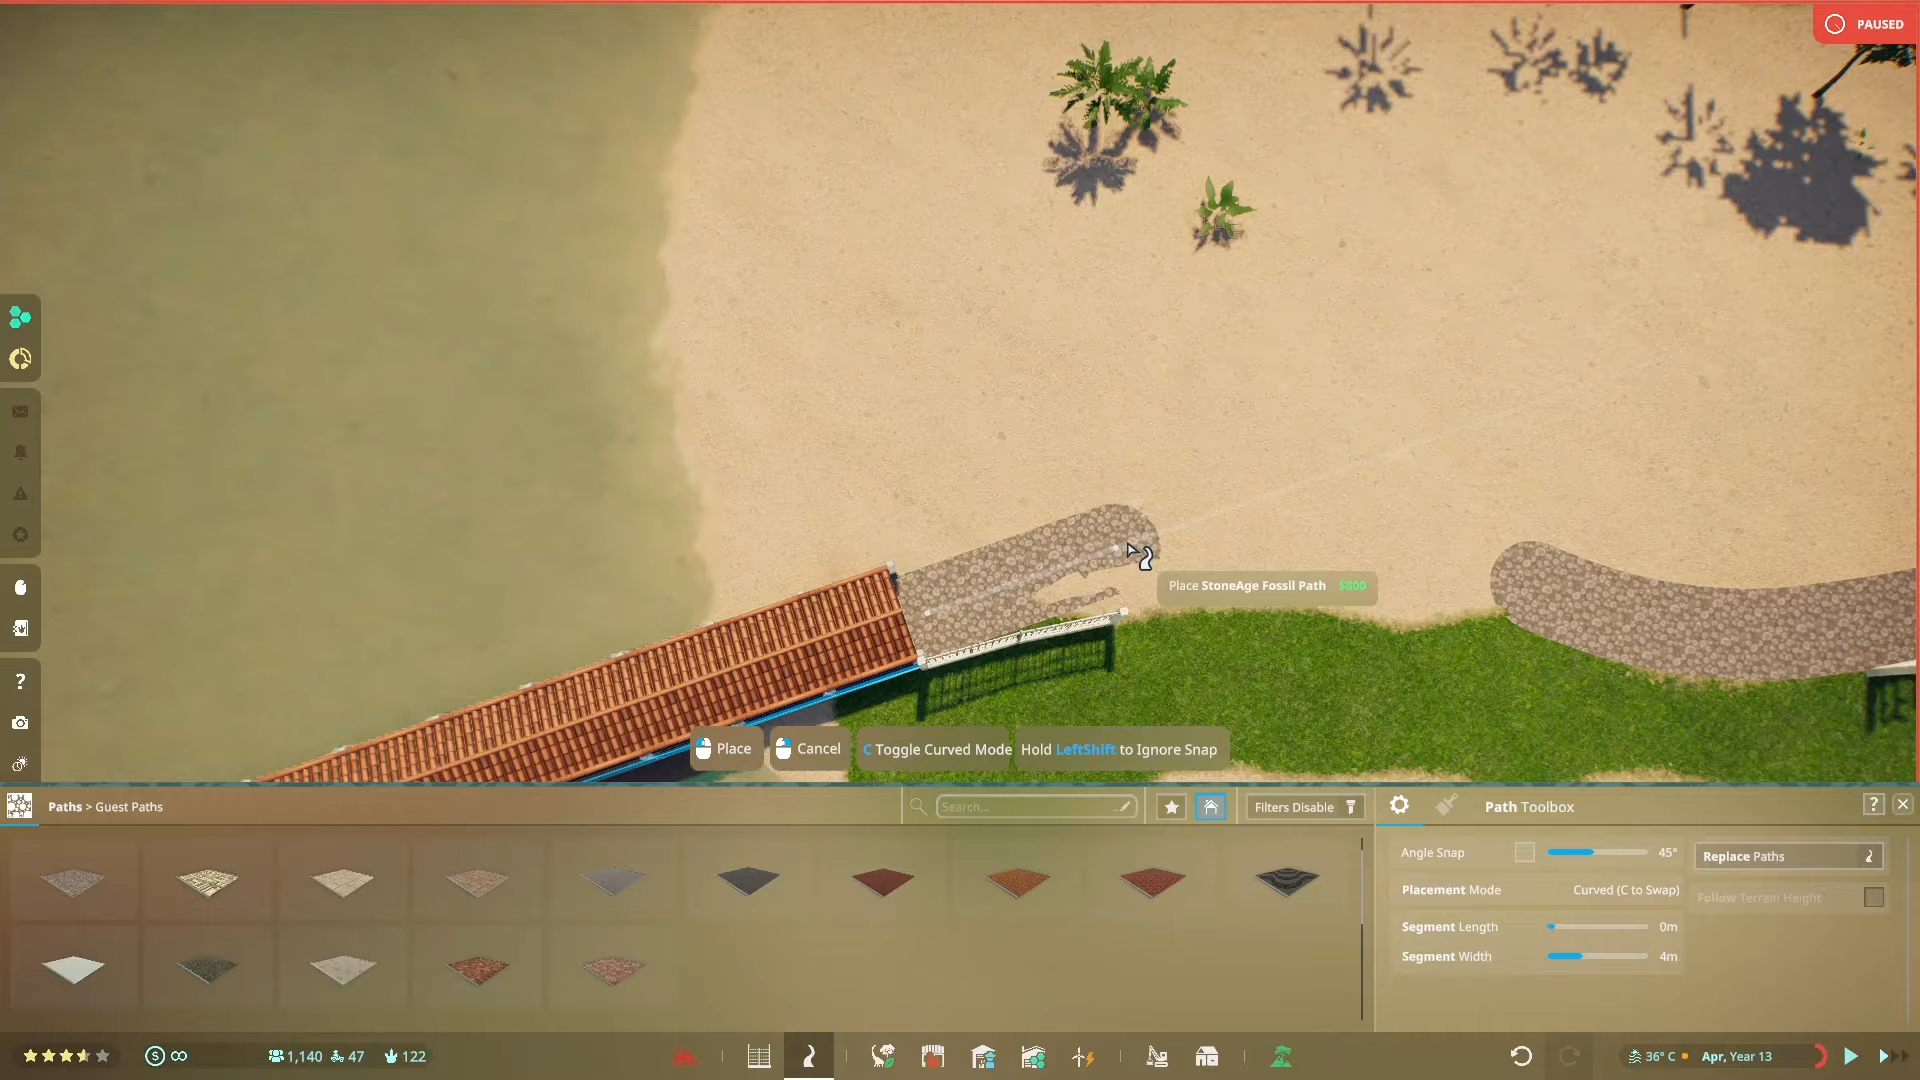 PAUSED
Place StoneAge Fossil Path $800
Place
Cancel
C Toggle Curved Mode
Hold LeftShift to Ignore Snap
Paths > Guest Paths
Search...
Filters Disable
Path Toolbox
?
Angle Snap 45°
Replace Paths
Placement Mode Curved (C to Swap)
Follow Terrain Height
Segment Length 0m
Segment Width 4m
1,140 47 122
36° C Apr, Year 13